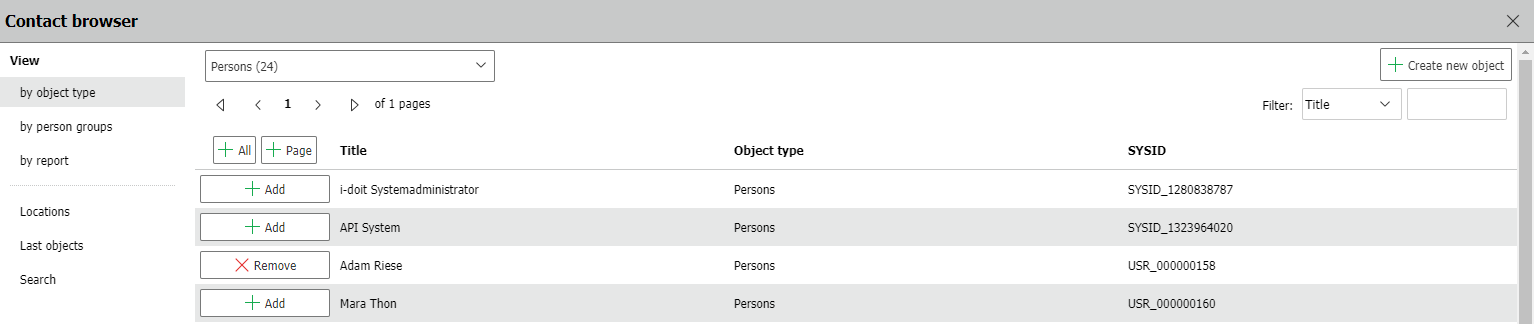 Contact browser
View
by object type
by person groups
by report
Locations
Last objects
Search
Persons (24)
Create new object
1 of 1 pages
Filter: Title
All Page Title Object type SYSID
Add i-doit Systemadministrator Persons SYSID_1280838787
Add API System Persons SYSID_1323964020
Remove Adam Riese Persons USR_000000158
Add Mara Thon Persons USR_000000160